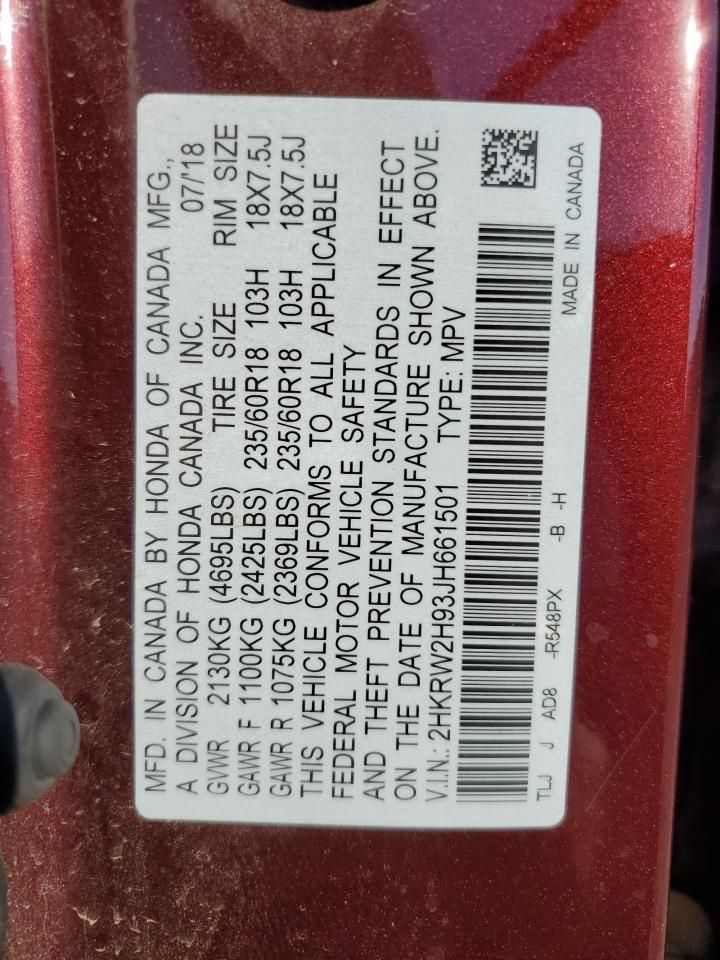 MFD. IN CANADA BY HONDA OF CANADA MFG.,
A DIVISION OF HONDA CANADA INC. 07/'18
GVWR 2130KG (4695LBS) TIRE SIZE RIM SIZE
GAWR F 1100KG (2425LBS) 235/60R18 103H 18X7.5J
GAWR R 1075KG (2369LBS) 235/60R18 103H 18X7.5J
THIS VEHICLE CONFORMS TO ALL APPLICABLE
FEDERAL MOTOR VEHICLE SAFETY
AND THEFT PREVENTION STANDARDS IN EFFECT
ON THE DATE OF MANUFACTURE SHOWN ABOVE.
V.I.N.: 2HKRW2H93JH661501 TYPE: MPV
TLJ J AD8 -R548PX -B -H MADE IN CANADA